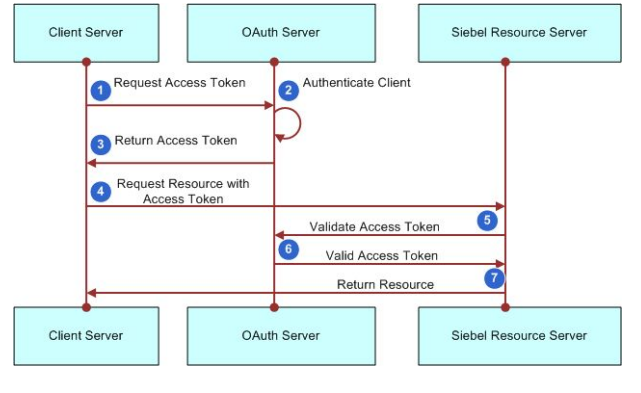 Client Server
OAuth Server
Siebel Resource Server
1
Request Access Token
2
Authenticate Client
3
Return Access Token
4
Request Resource with
Access Token
5
Validate Access Token
6
Valid Access Token
7
Return Resource
Client Server
OAuth Server
Siebel Resource Server